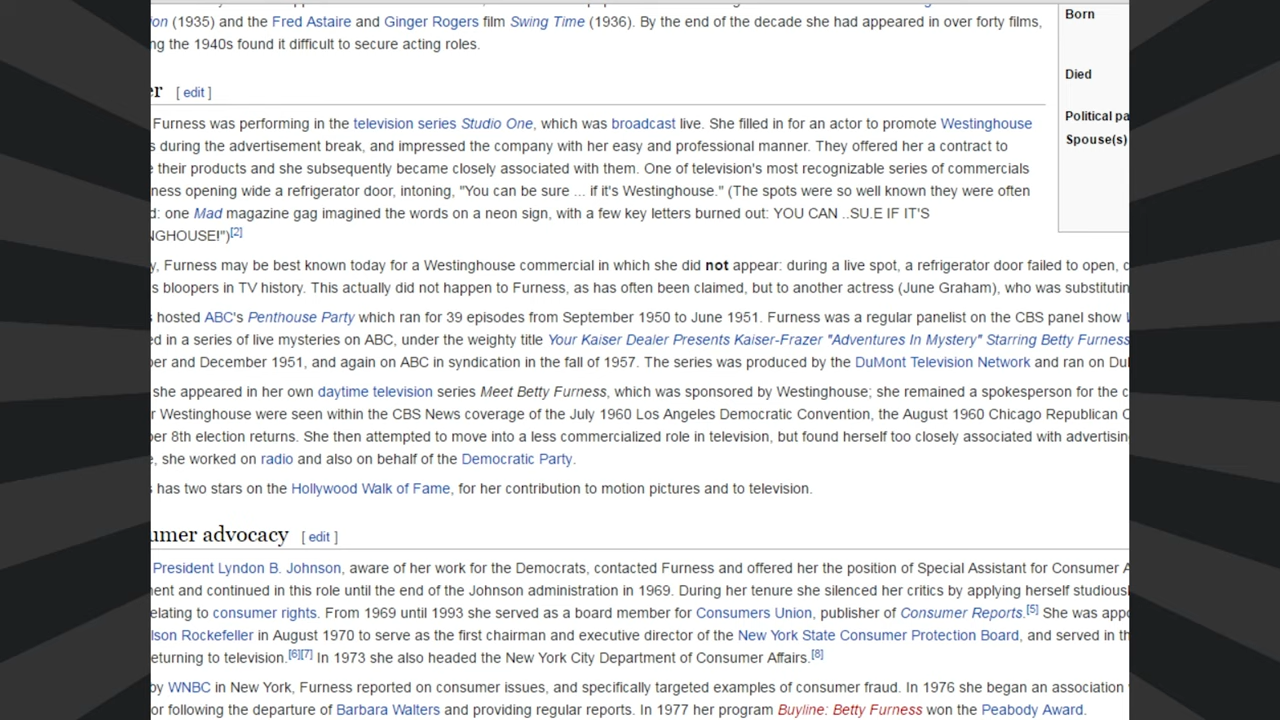 ion (1935) and the Fred Astaire and Ginger Rogers film Swing Time (1936). By the end of the decade she had appeared in over forty films,
ng the 1940s found it difficult to secure acting roles.
er [ edit ]
Furness was performing in the television series Studio One, which was broadcast live. She filled in for an actor to promote Westinghouse
s during the advertisement break, and impressed the company with her easy and professional manner. They offered her a contract to
e their products and she subsequently became closely associated with them. One of television's most recognizable series of commercials
ness opening wide a refrigerator door, intoning, "You can be sure ... if it's Westinghouse." (The spots were so well known they were often
d: one Mad magazine gag imagined the words on a neon sign, with a few key letters burned out: YOU CAN ..SU.E IF IT'S
NGHOUSE!")[2]
y, Furness may be best known today for a Westinghouse commercial in which she did not appear: during a live spot, a refrigerator door failed to open, c
s bloopers in TV history. This actually did not happen to Furness, as has often been claimed, but to another actress (June Graham), who was substitutin
s hosted ABC's Penthouse Party which ran for 39 episodes from September 1950 to June 1951. Furness was a regular panelist on the CBS panel show
ed in a series of live mysteries on ABC, under the weighty title Your Kaiser Dealer Presents Kaiser-Frazer "Adventures In Mystery" Starring Betty Furness
er and December 1951, and again on ABC in syndication in the fall of 1957. The series was produced by the DuMont Television Network and ran on Du
she appeared in her own daytime television series Meet Betty Furness, which was sponsored by Westinghouse; she remained a spokesperson for the c
r Westinghouse were seen within the CBS News coverage of the July 1960 Los Angeles Democratic Convention, the August 1960 Chicago Republican C
er 8th election returns. She then attempted to move into a less commercialized role in television, but found herself too closely associated with advertisin
e, she worked on radio and also on behalf of the Democratic Party.
s has two stars on the Hollywood Walk of Fame, for her contribution to motion pictures and to television.
umer advocacy [ edit ]
President Lyndon B. Johnson, aware of her work for the Democrats, contacted Furness and offered her the position of Special Assistant for Consumer A
ment and continued in this role until the end of the Johnson administration in 1969. During her tenure she silenced her critics by applying herself studiousl
elating to consumer rights. From 1969 until 1993 she served as a board member for Consumers Union, publisher of Consumer Reports.[5] She was appo
lson Rockefeller in August 1970 to serve as the first chairman and executive director of the New York State Consumer Protection Board, and served in th
eturning to television.[6][7] In 1973 she also headed the New York City Department of Consumer Affairs.[8]
by WNBC in New York, Furness reported on consumer issues, and specifically targeted examples of consumer fraud. In 1976 she began an association
or following the departure of Barbara Walters and providing regular reports. In 1977 her program Buyline: Betty Furness won the Peabody Award.
Born
Died
Political pa
Spouse(s)